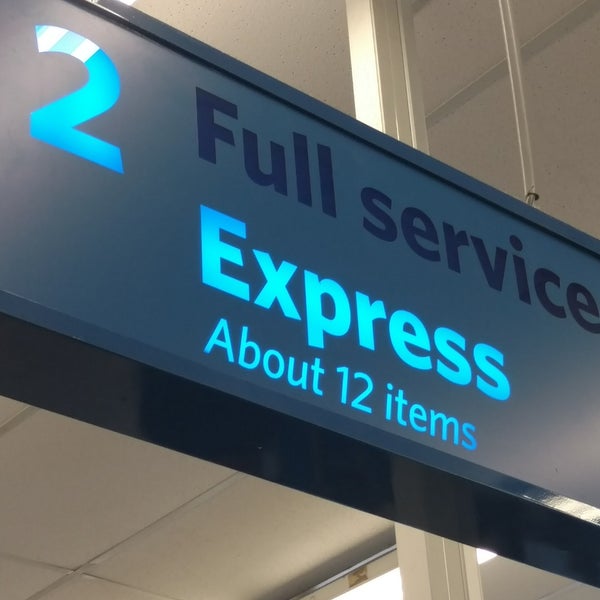 2
Full service
Express
About 12 items